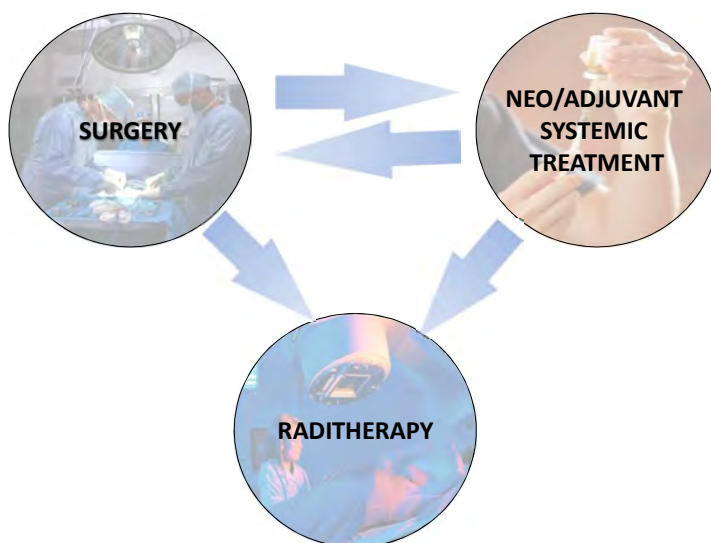 SURGERY
NEO/ADJUVANT
SYSTEMIC
TREATMENT
RADITHERAPY